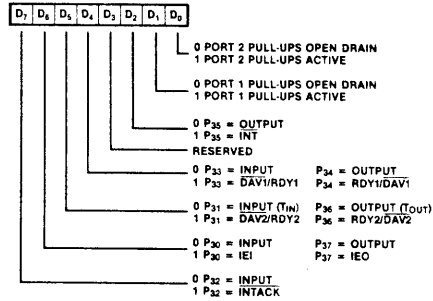 D7 D6 D5 D4 D3 D2 D1 D0
0 PORT 2 PULL-UPS OPEN DRAIN
1 PORT 2 PULL-UPS ACTIVE
0 PORT 1 PULL-UPS OPEN DRAIN
1 PORT 1 PULL-UPS ACTIVE
0 P35 = OUTPUT
1 P35 = INT
RESERVED
0 P33 = INPUT P34 = OUTPUT
1 P33 = DAV1/RDY1 P34 = RDY1/DAV1
0 P31 = INPUT (TIN) P36 = OUTPUT (TOUT)
1 P31 = DAV2/RDY2 P36 = RDY2/DAV2
0 P30 = INPUT P37 = OUTPUT
1 P30 = IEI P37 = IEO
0 P32 = INPUT
1 P32 = INTACK